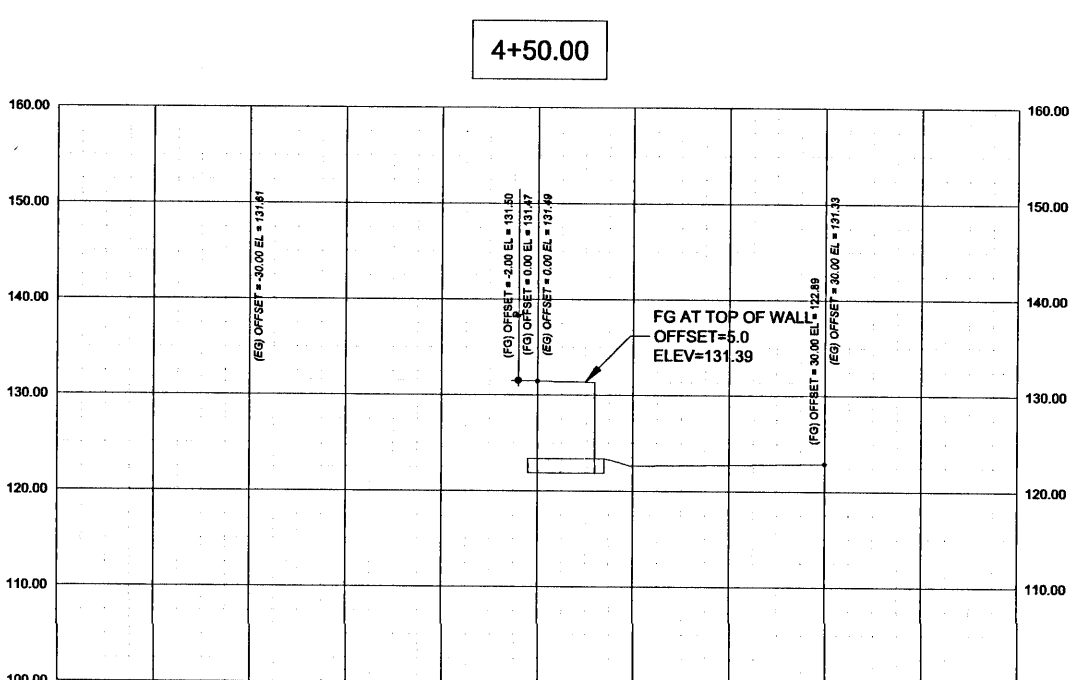 4+50.00
160.00
160.00
150.00
150.00
140.00
140.00
130.00
130.00
120.00
120.00
110.00
110.00
100.00
(EG) OFFSET = -30.00 EL = 131.61
(FG) OFFSET = -2.00 EL = 131.50
(FG) OFFSET = 0.00 EL = 131.47
(EG) OFFSET = 0.00 EL = 131.49
FG AT TOP OF WALL
OFFSET=5.0
ELEV=131.39
(FG) OFFSET = 30.00 EL = 122.89
(EG) OFFSET = 30.00 EL = 131.33